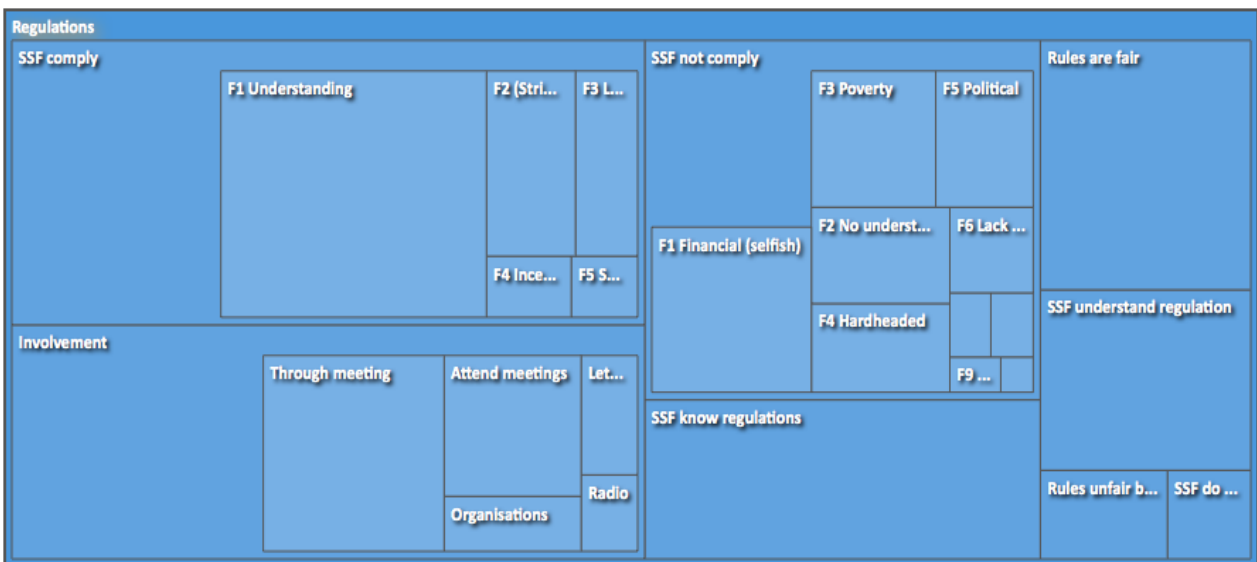 Regulations
SSF comply
F1 Understanding
F2 (Stri...
F3 L...
F4 Ince...
F5 S...
Involvement
Through meeting
Attend meetings
Let...
Organisations
Radio
SSF not comply
F1 Financial (selfish)
F3 Poverty
F5 Political
F2 No underst...
F6 Lack ...
F4 Hardheaded
F9 ...
SSF know regulations
Rules are fair
SSF understand regulation
Rules unfair b...
SSF do ...